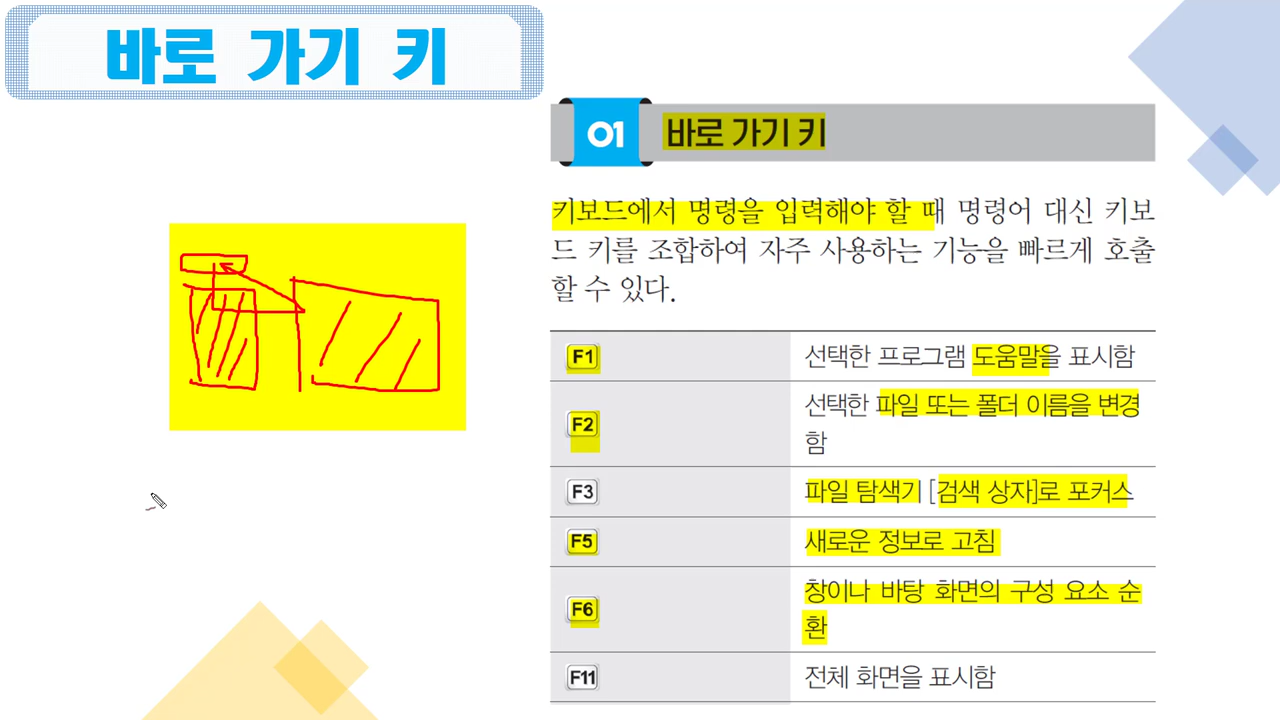 바로 가기 키
01 바로 가기 키
키보드에서 명령을 입력해야 할 때 명령어 대신 키보
드 키를 조합하여 자주 사용하는 기능을 빠르게 호출
할 수 있다.
F1 선택한 프로그램 도움말을 표시함
F2 선택한 파일 또는 폴더 이름을 변경
함
F3 파일 탐색기 [검색 상자]로 포커스
F5 새로운 정보로 고침
F6 창이나 바탕 화면의 구성 요소 순
환
F11 전체 화면을 표시함